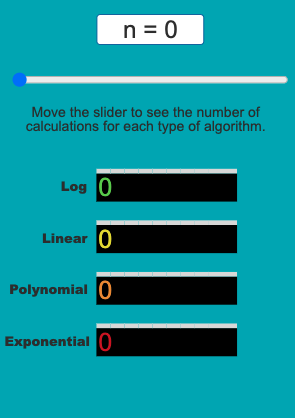 n = 0
Move the slider to see the number of
calculations for each type of algorithm.
Log 0
Linear 0
Polynomial 0
Exponential 0